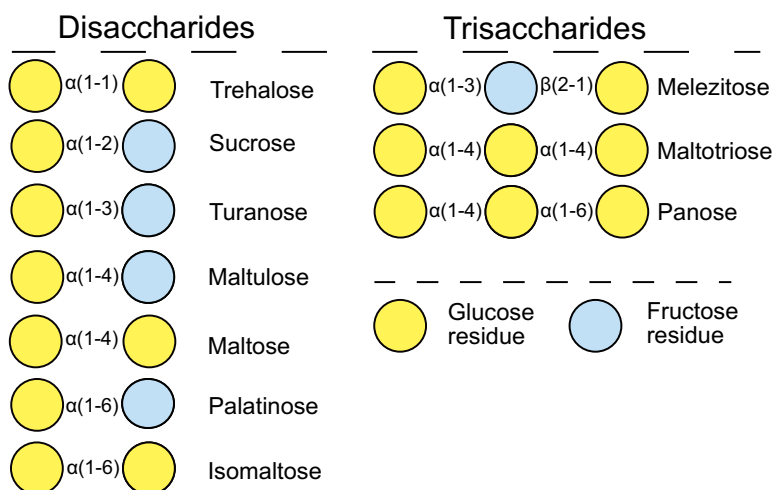 Disaccharides
α(1-1) Trehalose
α(1-2) Sucrose
α(1-3) Turanose
α(1-4) Maltulose
α(1-4) Maltose
α(1-6) Palatinose
α(1-6) Isomaltose
Trisaccharides
α(1-3) β(2-1) Melezitose
α(1-4) α(1-4) Maltotriose
α(1-4) α(1-6) Panose
Glucose
residue
Fructose
residue